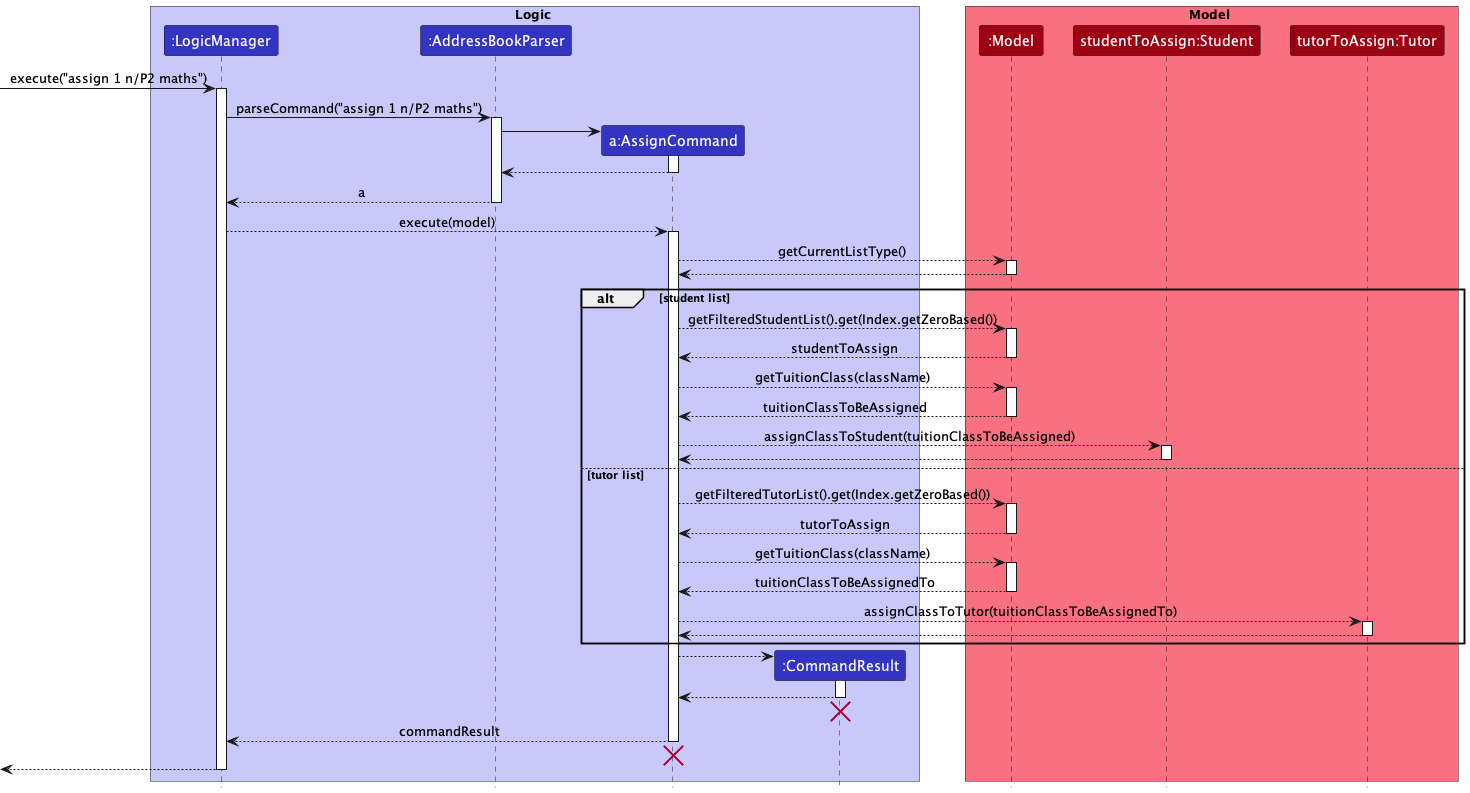 Logic
Model
:LogicManager
:AddressBookParser
:Model
studentToAssign:Student
tutorToAssign:Tutor
execute("assign 1 n/P2 maths")
parseCommand("assign 1 n/P2 maths")
a:AssignCommand
a
execute(model)
getCurrentListType()
alt
[student list]
getFilteredStudentList().get(Index.getZeroBased())
studentToAssign
getTuitionClass(className)
tuitionClassToBeAssigned
assignClassToStudent(tuitionClassToBeAssigned)
[tutor list]
getFilteredTutorList().get(Index.getZeroBased())
tutorToAssign
getTuitionClass(className)
tuitionClassToBeAssignedTo
assignClassToTutor(tuitionClassToBeAssignedTo)
:CommandResult
commandResult